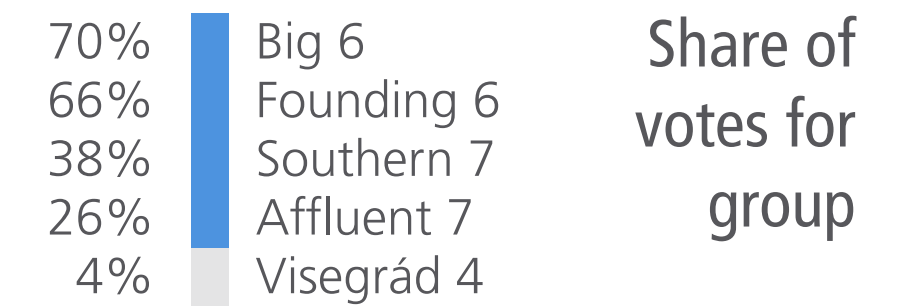 70% Big 6
66% Founding 6
38% Southern 7
26% Affluent 7
4% Visegrád 4
Share of
votes for
group